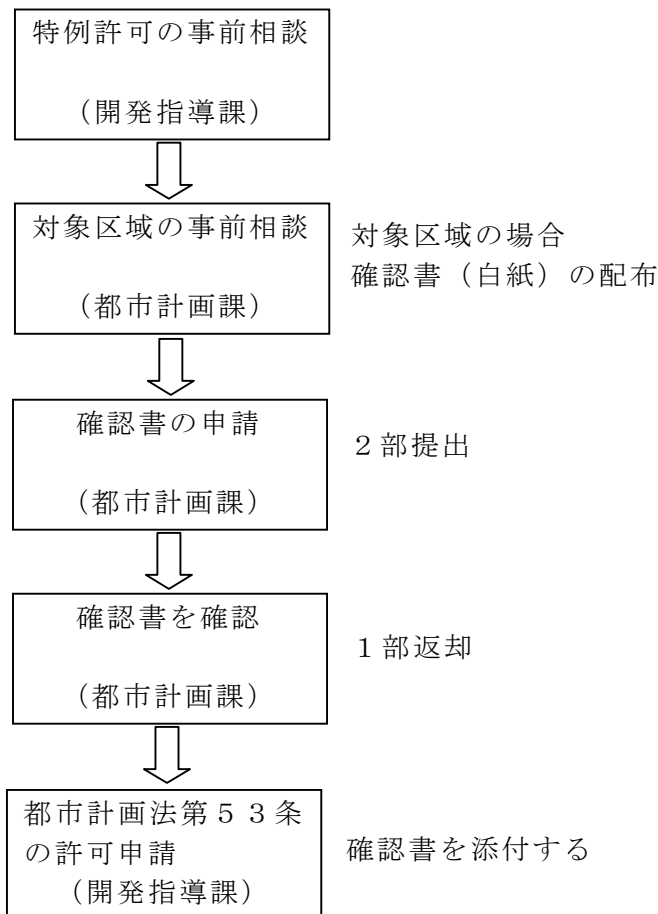 特例許可の事前相談
（開発指導課）
対象区域の事前相談
（都市計画課）
対象区域の場合
確認書（白紙）の配布
確認書の申請
（都市計画課）
２部提出
確認書を確認
（都市計画課）
１部返却
都市計画法第５３条
の許可申請
（開発指導課）
確認書を添付する